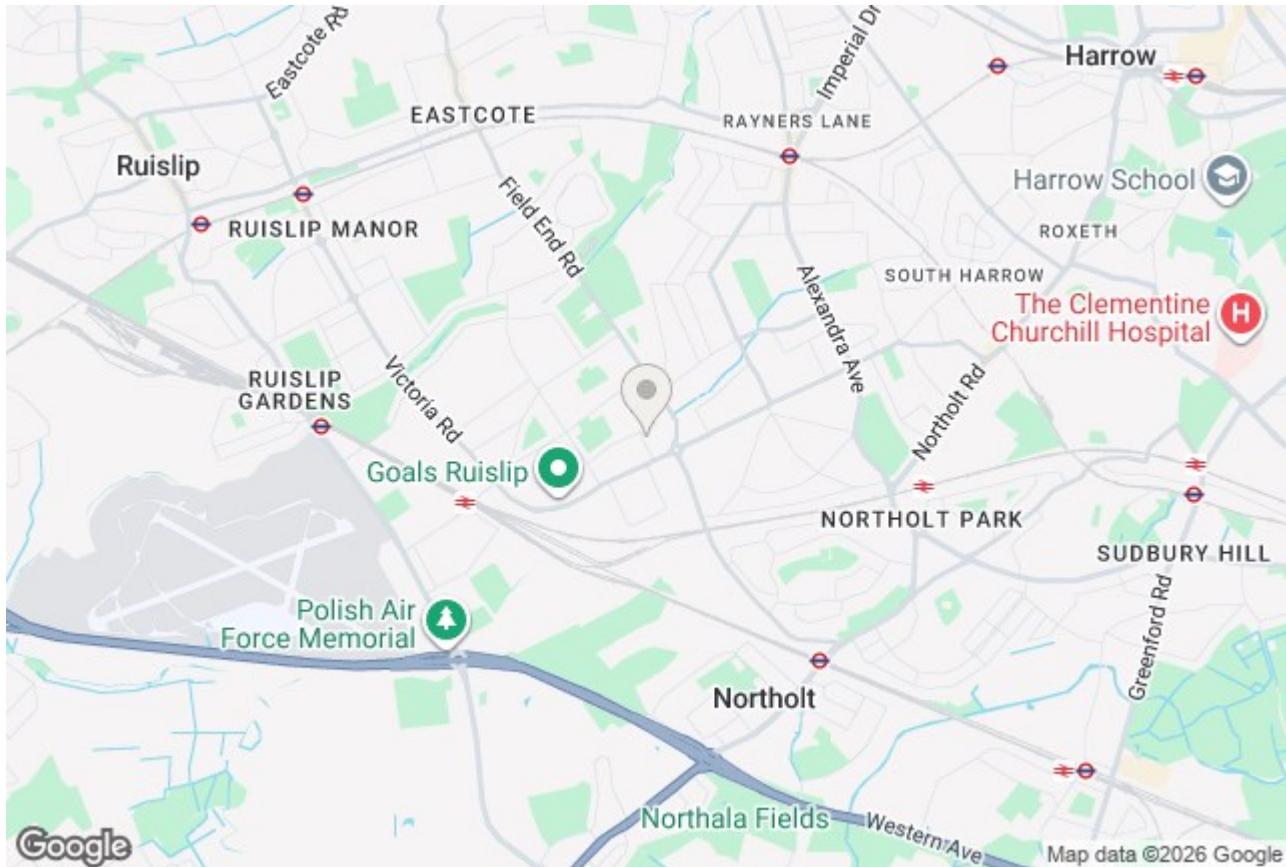 Eastcote Rd
Imperial Dr
Harrow
EASTCOTE
RAYNERS LANE
Ruislip
Harrow School
Field End Rd
RUISLIP MANOR
ROXETH
SOUTH HARROW
Alexandra Ave
The Clementine
Churchill Hospital
H
Victoria Rd
RUISLIP
GARDENS
Northolt Rd
Goals Ruislip
NORTHOLT PARK
SUDBURY HILL
Polish Air
Force Memorial
Greenford Rd
Northolt
Northala Fields
Western Ave
Google
Map data ©2026 Google